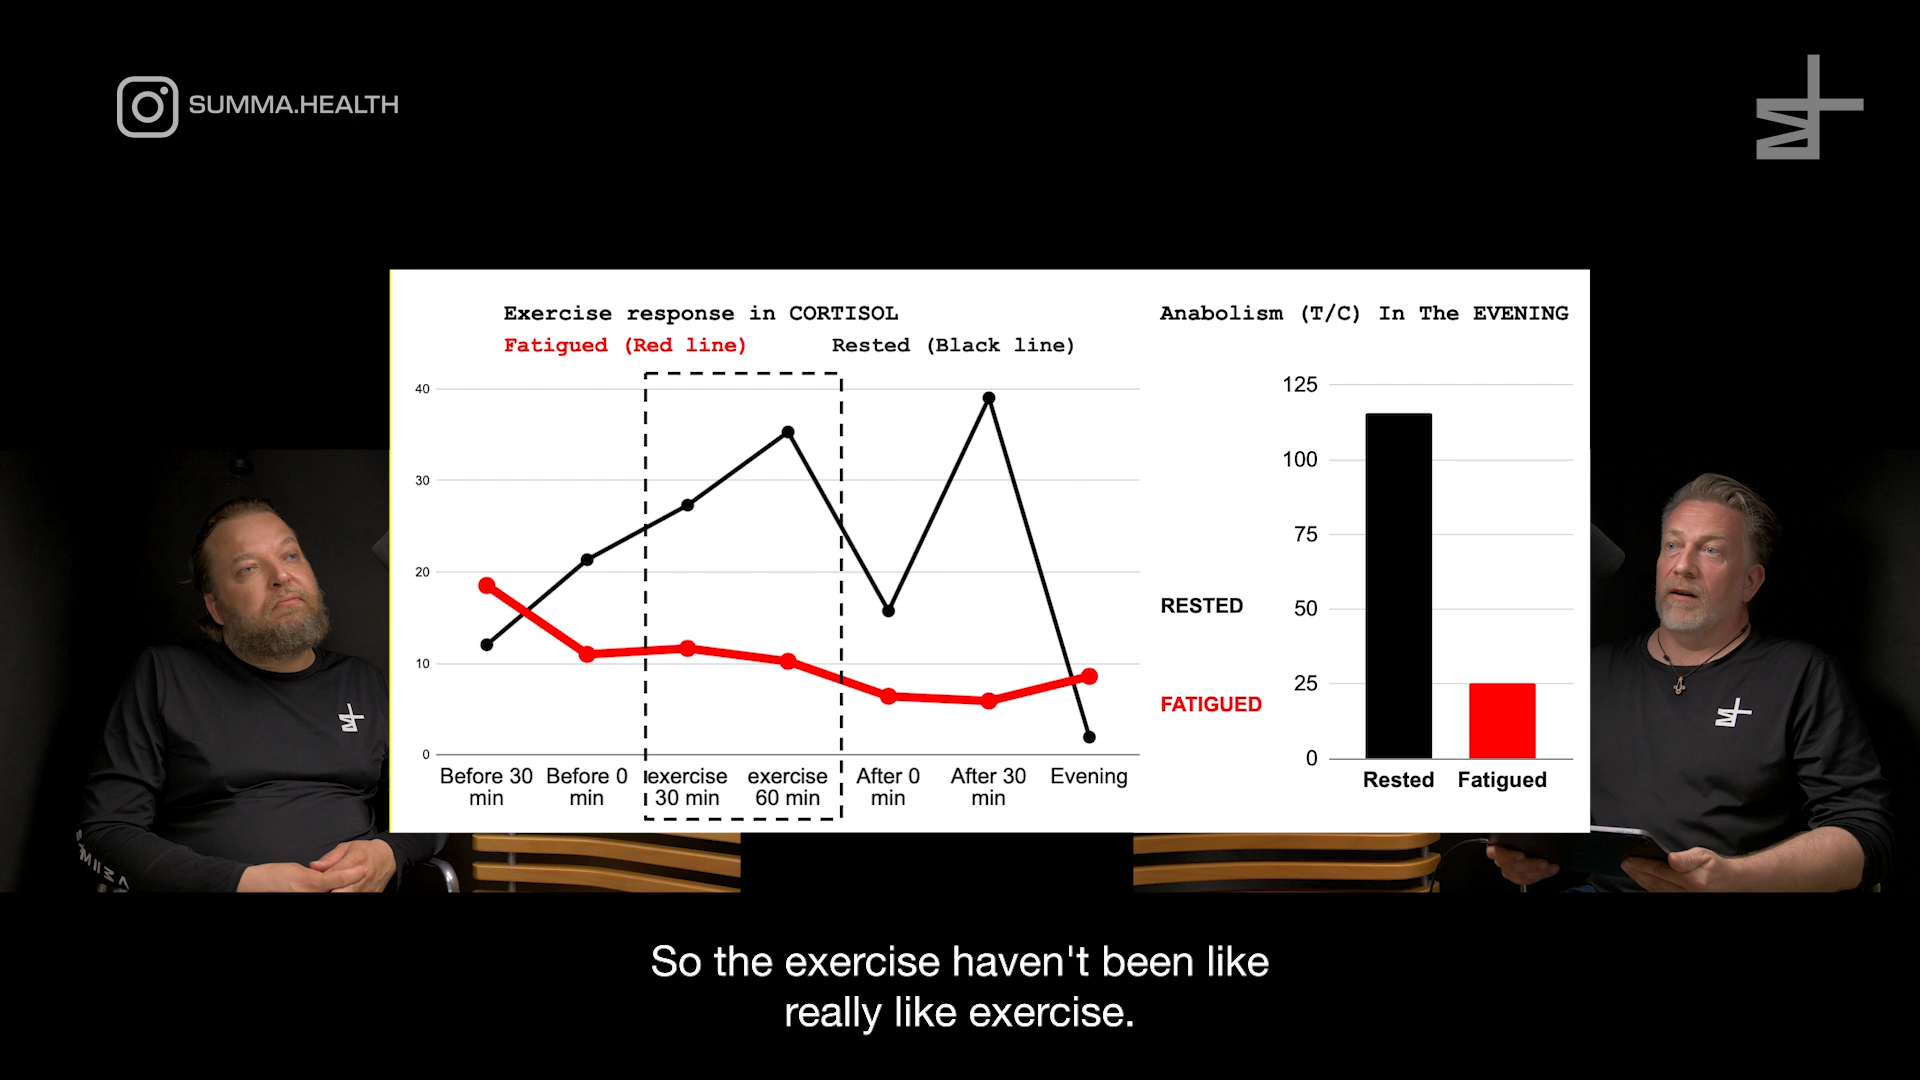 SUMMA.HEALTH
Exercise response in CORTISOL
Fatigued (Red line) Rested (Black line)
40
30
20
10
0
Before 30 min
Before 0 min
exercise 30 min
exercise 60 min
After 0 min
After 30 min
Evening
Anabolism (T/C) In The EVENING
125
100
75
50
25
0
RESTED
FATIGUED
Rested
Fatigued
So the exercise haven't been like
really like exercise.